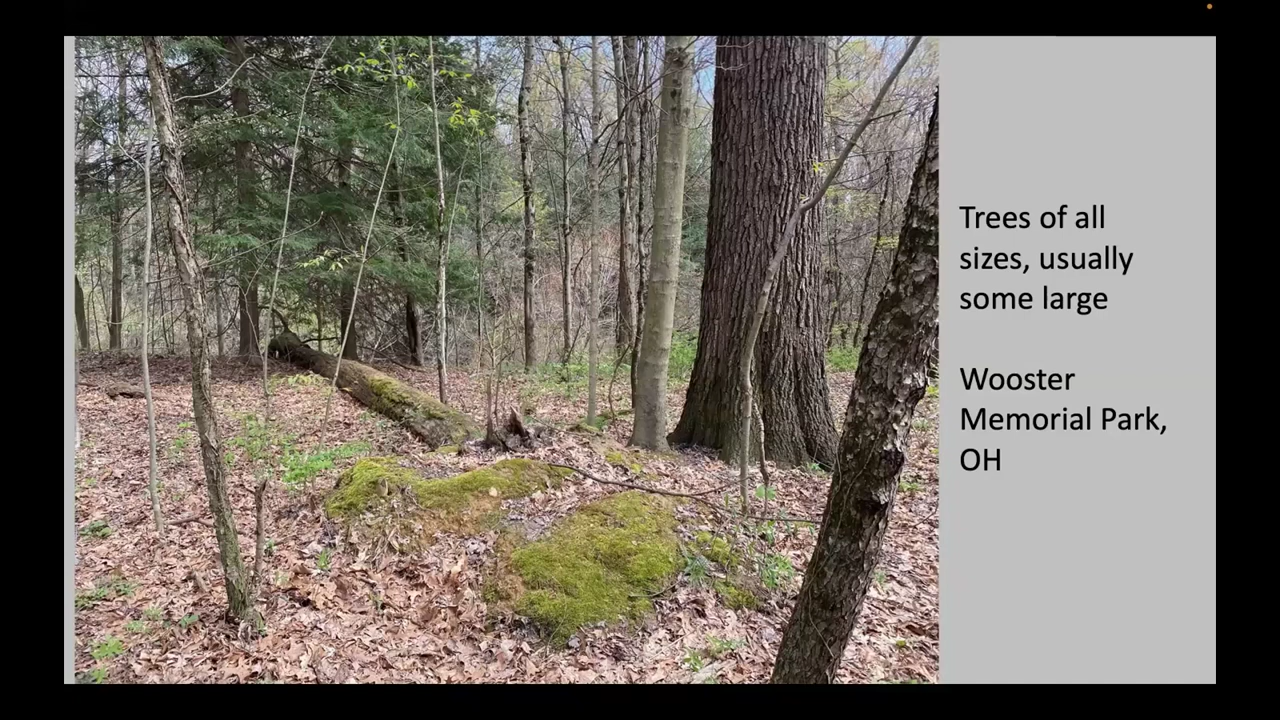 Trees of all
sizes, usually
some large
Wooster
Memorial Park,
OH